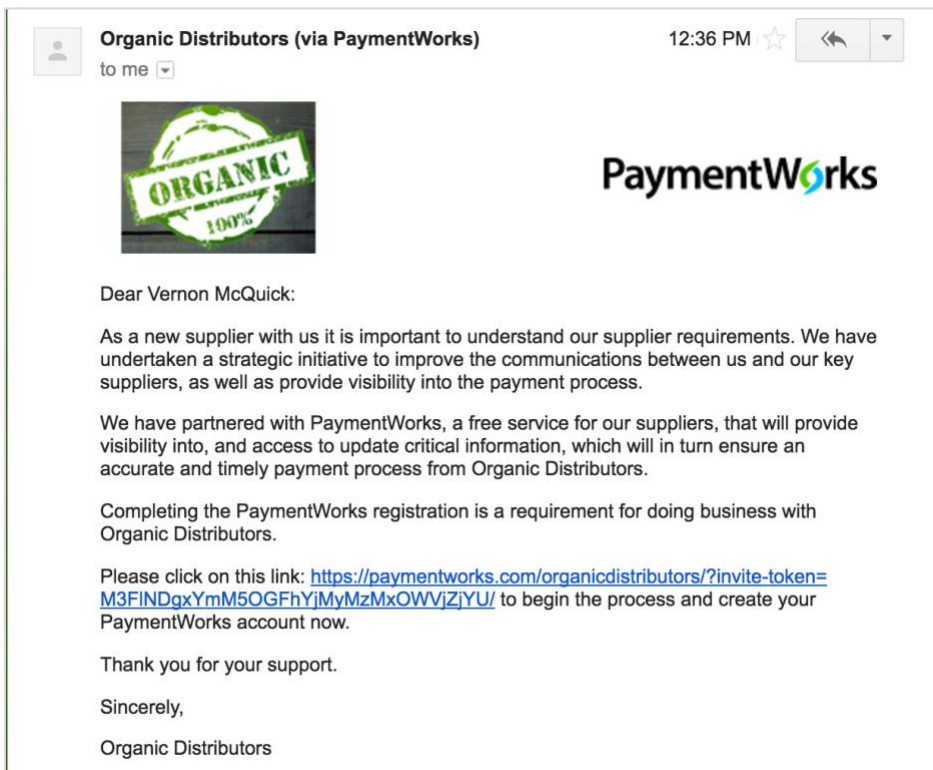 Organic Distributors (via PaymentWorks)
12:36 PM
to me
ORGANIC
100%
PaymentWorks
Dear Vernon McQuick:
As a new supplier with us it is important to understand our supplier requirements. We have
undertaken a strategic initiative to improve the communications between us and our key
suppliers, as well as provide visibility into the payment process.
We have partnered with PaymentWorks, a free service for our suppliers, that will provide
visibility into, and access to update critical information, which will in turn ensure an
accurate and timely payment process from Organic Distributors.
Completing the PaymentWorks registration is a requirement for doing business with
Organic Distributors.
Please click on this link: https://paymentworks.com/organicdistributors/?invite-token=
M3FlNDgxYmM5OGFhYjMyMzMxOWVjZjYU/ to begin the process and create your
PaymentWorks account now.
Thank you for your support.
Sincerely,
Organic Distributors